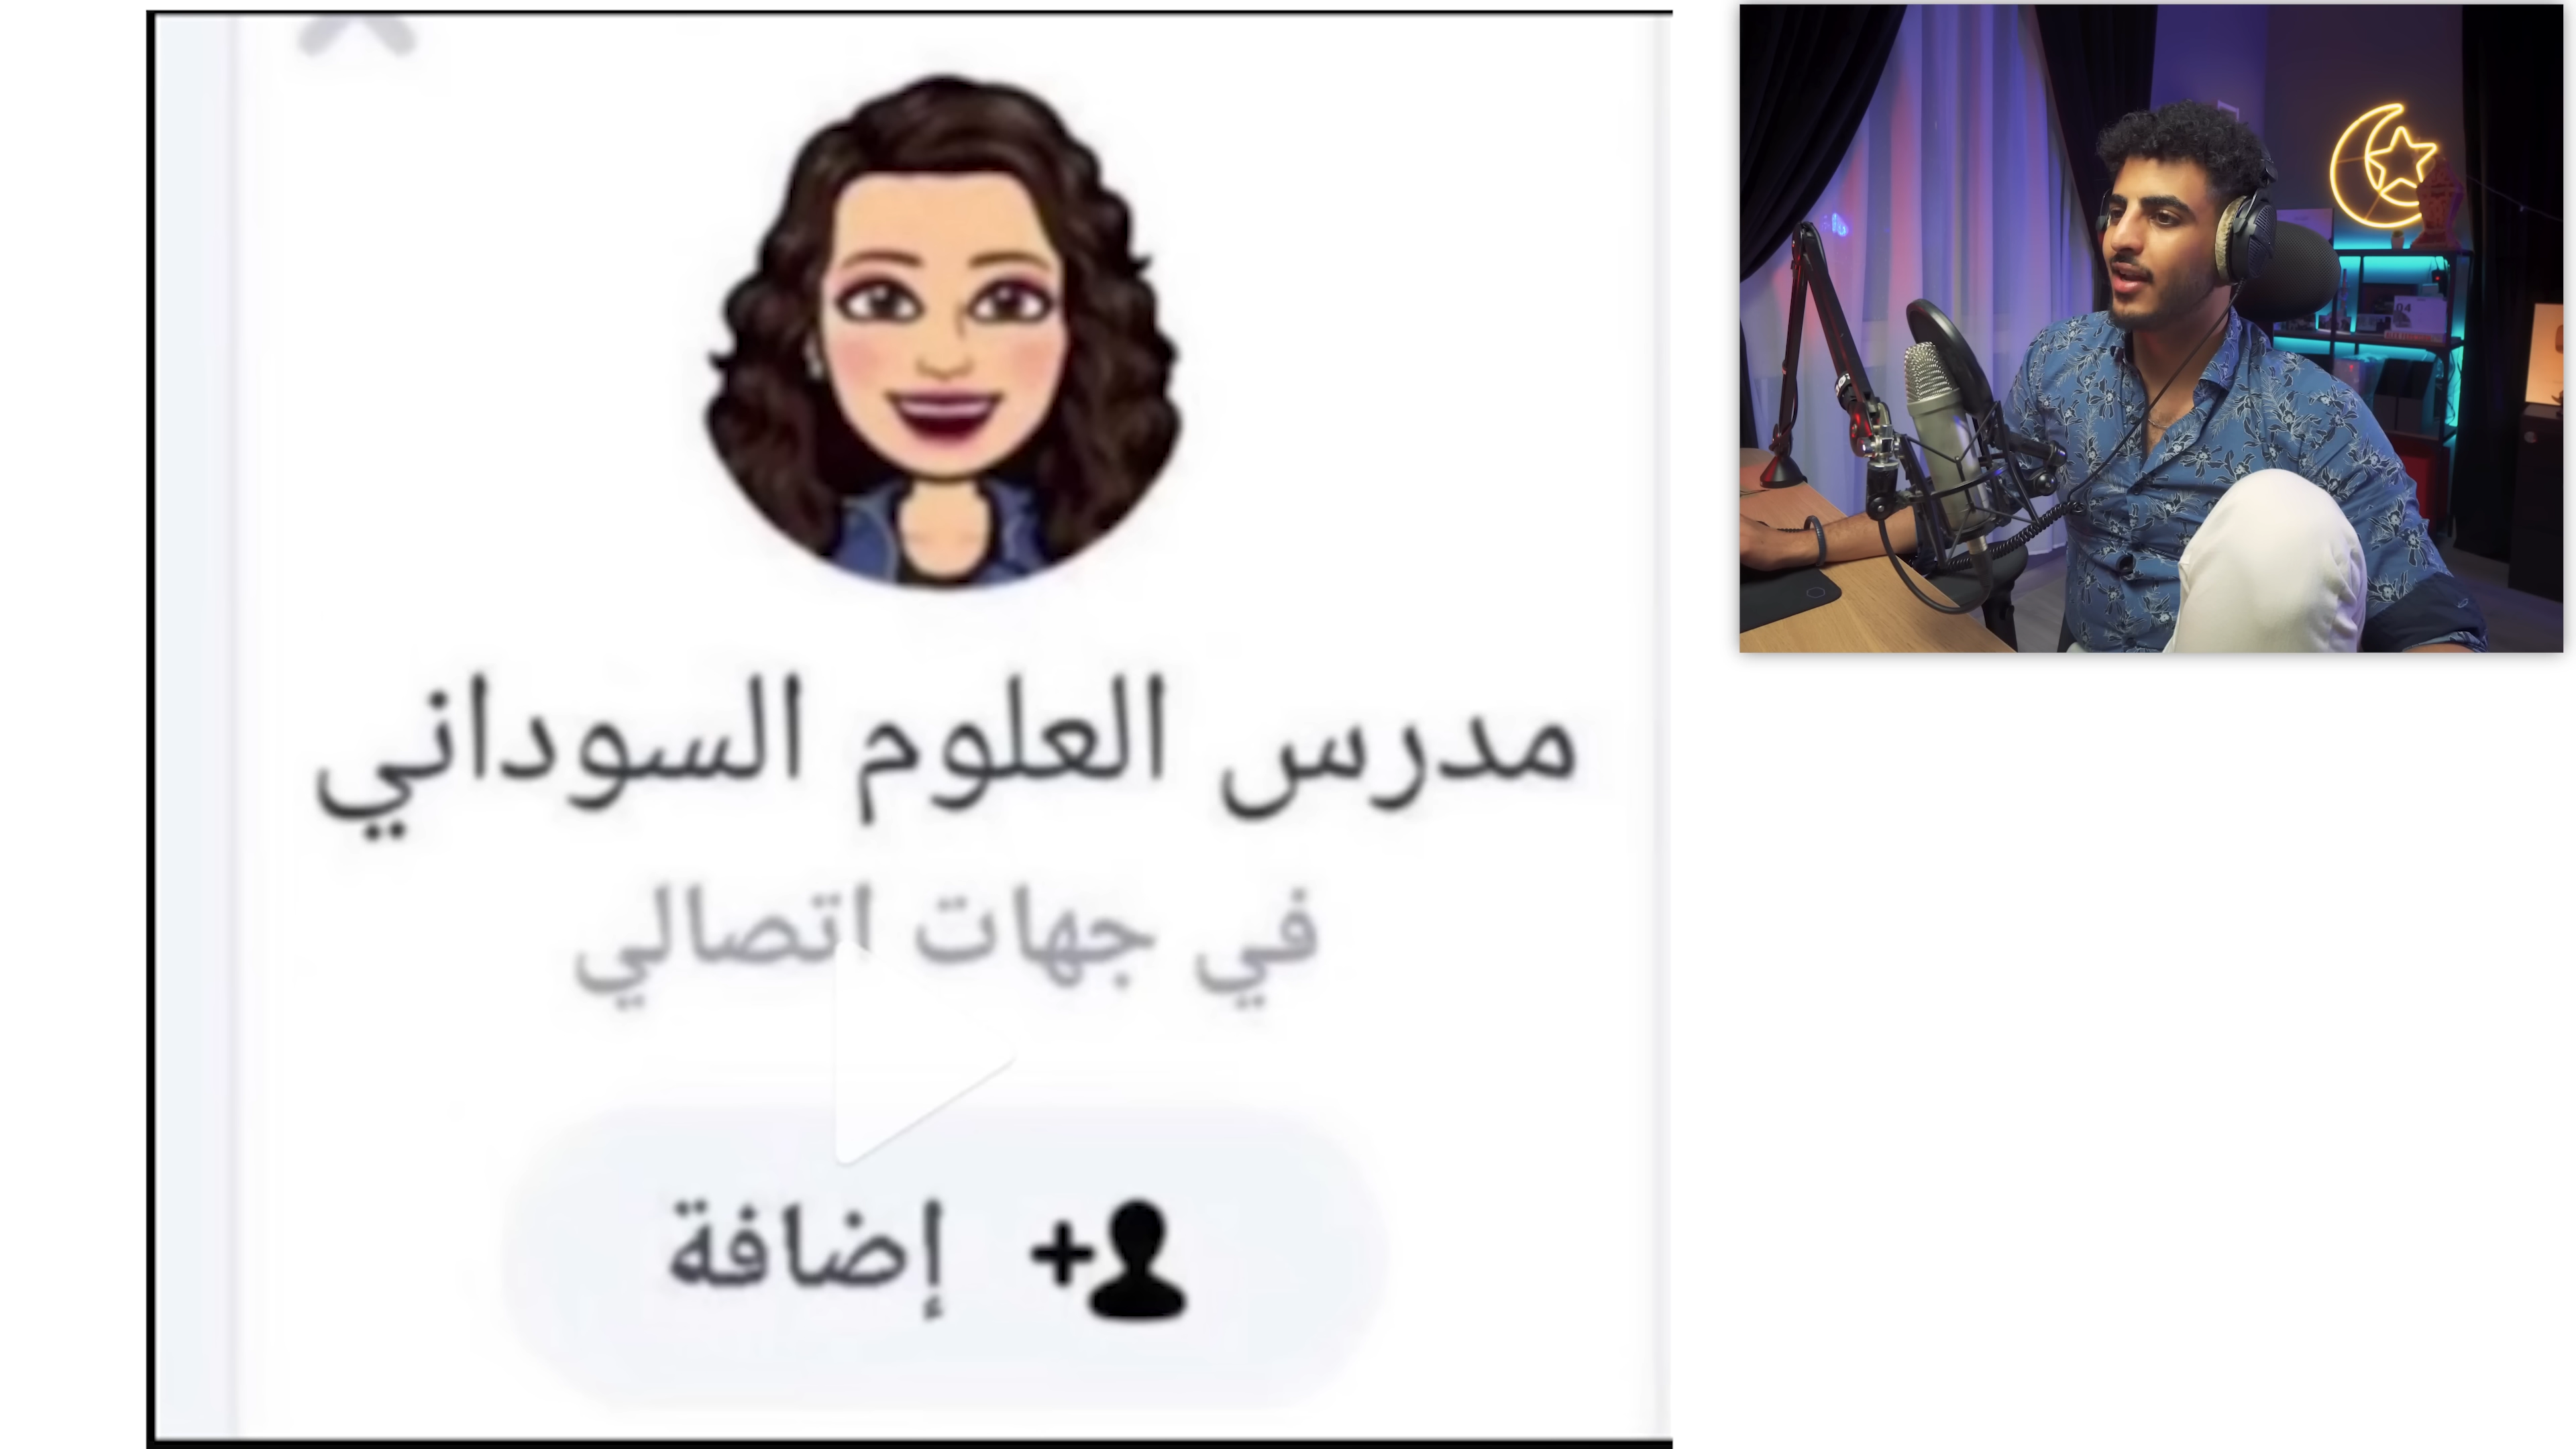 مدرس العلوم السوداني
في جهات اتصالي
إضافة